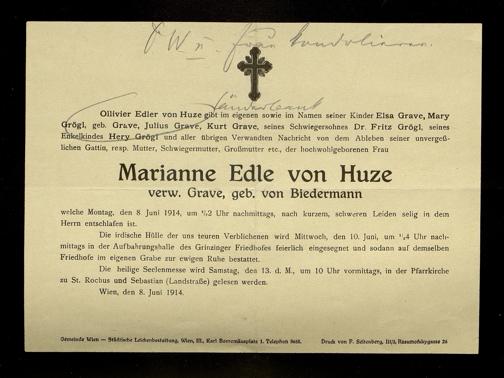 P W u. Frau kondolieren.
Länderbank
Ollivier Edler von Huze gibt im eigenen sowie im Namen seiner Kinder Elsa Grave, Mary
Grögl, geb. Grave, Julius Grave, Kurt Grave, seines Schwiegersohnes Dr. Fritz Grögl, seines
Enkelkindes Hery Grögl und aller übrigen Verwandten Nachricht von dem Ableben seiner unvergeß-
lichen Gattin, resp. Mutter, Schwiegermutter, Großmutter etc., der hochwohlgeborenen Frau
Marianne Edle von Huze
verw. Grave, geb. von Biedermann
welche Montag, den 8 Juni 1914, um ½2 Uhr nachmittags, nach kurzem, schweren Leiden selig in dem
Herrn entschlafen ist.
Die irdische Hülle der uns teuren Verblichenen wird Mittwoch, den 10. Juni, um ¼4 Uhr nach-
mittags in der Aufbahrungshalle des Grinzinger Friedhofes feierlich eingesegnet und sodann auf demselben
Friedhofe im eigenen Grabe zur ewigen Ruhe bestattet.
Die heilige Seelenmesse wird Samstag, den 13. d. M., um 10 Uhr vormittags, in der Pfarrkirche
zu St. Rochus und Sebastian (Landstraße) gelesen werden.
Wien, den 8. Juni 1914.
Gemeinde Wien — Städtische Leichenbestattung, Wien, III., Karl Borromäusplatz 1. Telephon 9465. Druck von F. Seitenberg, III/2, Rasumofskygasse 26